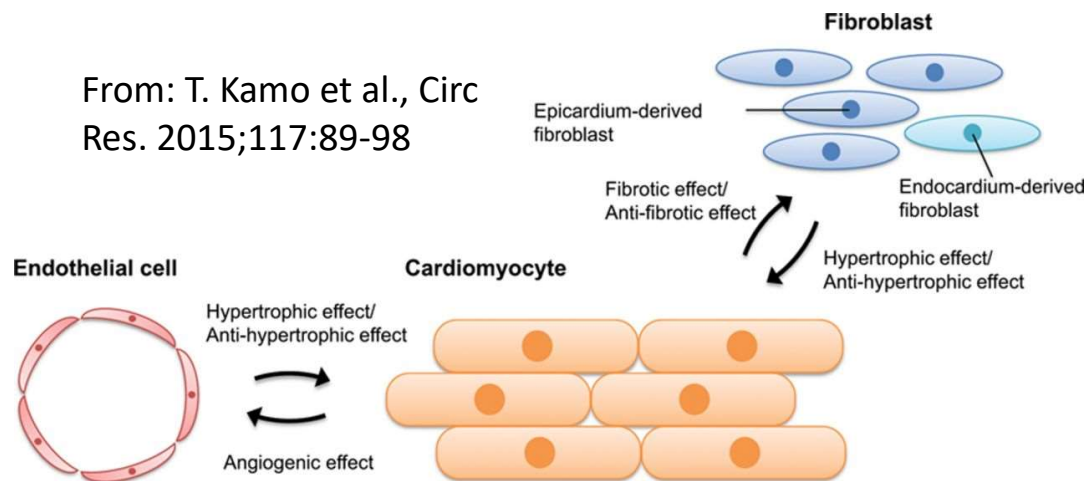 From: T. Kamo et al., Circ
Res. 2015;117:89-98
Fibroblast
Epicardium-derived
fibroblast
Endocardium-derived
fibroblast
Fibrotic effect/
Anti-fibrotic effect
Hypertrophic effect/
Anti-hypertrophic effect
Endothelial cell
Cardiomyocyte
Hypertrophic effect/
Anti-hypertrophic effect
Angiogenic effect